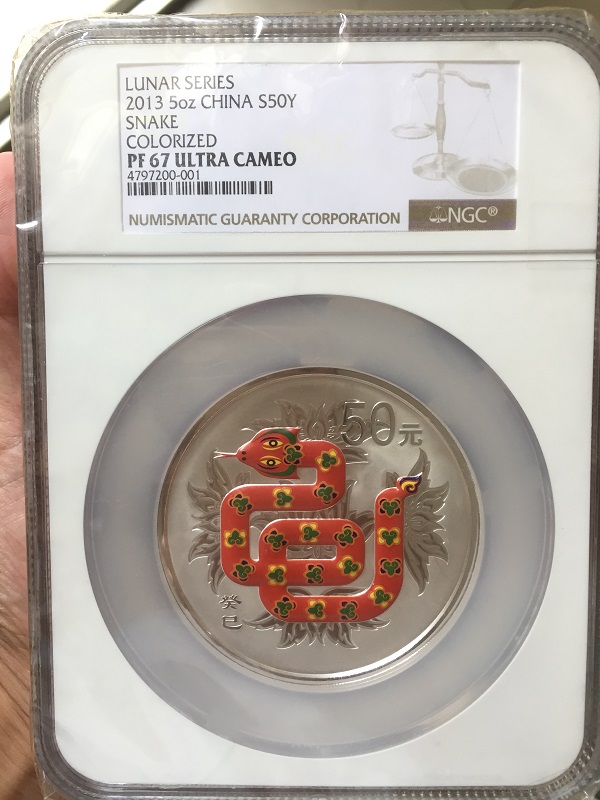 LUNAR SERIES
2013 5oz CHINA S50Y
SNAKE
COLORIZED
PF 67 ULTRA CAMEO
4797200-001
NUMISMATIC GUARANTY CORPORATION NGC®
50元
癸巳